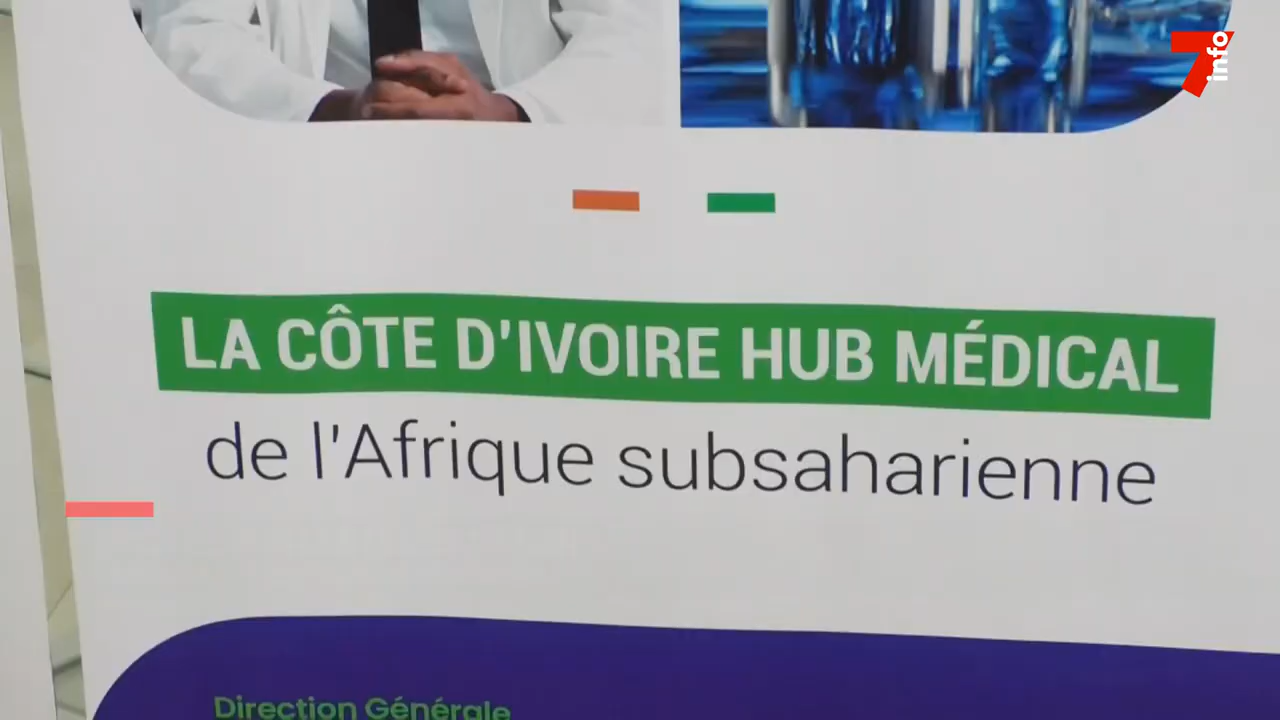 7info
LA CÔTE D'IVOIRE HUB MÉDICAL
de l'Afrique subsaharienne
Direction Générale